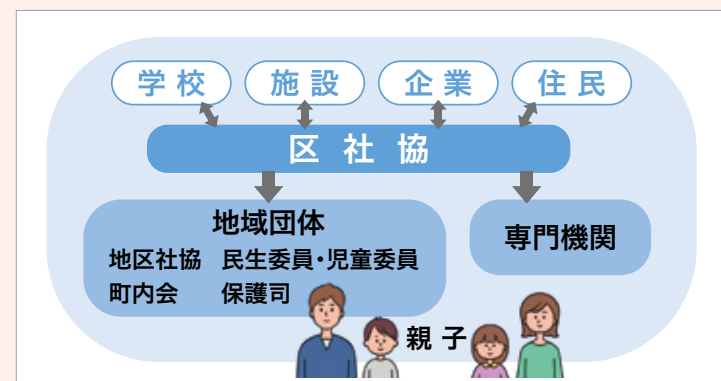 学校 施設 企業 住民
区社協
地域団体
地区社協 民生委員・児童委員
町内会 保護司
専門機関
親子